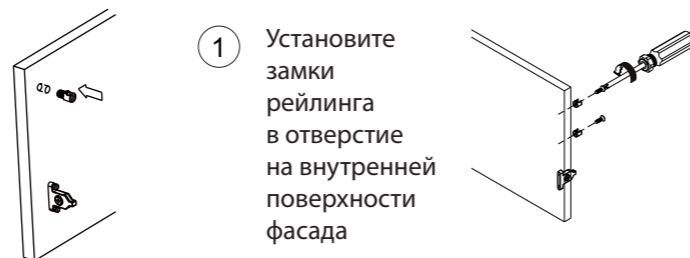 1
Установите
замки
рейлинга
в отверстие
на внутренней
поверхности
фасада